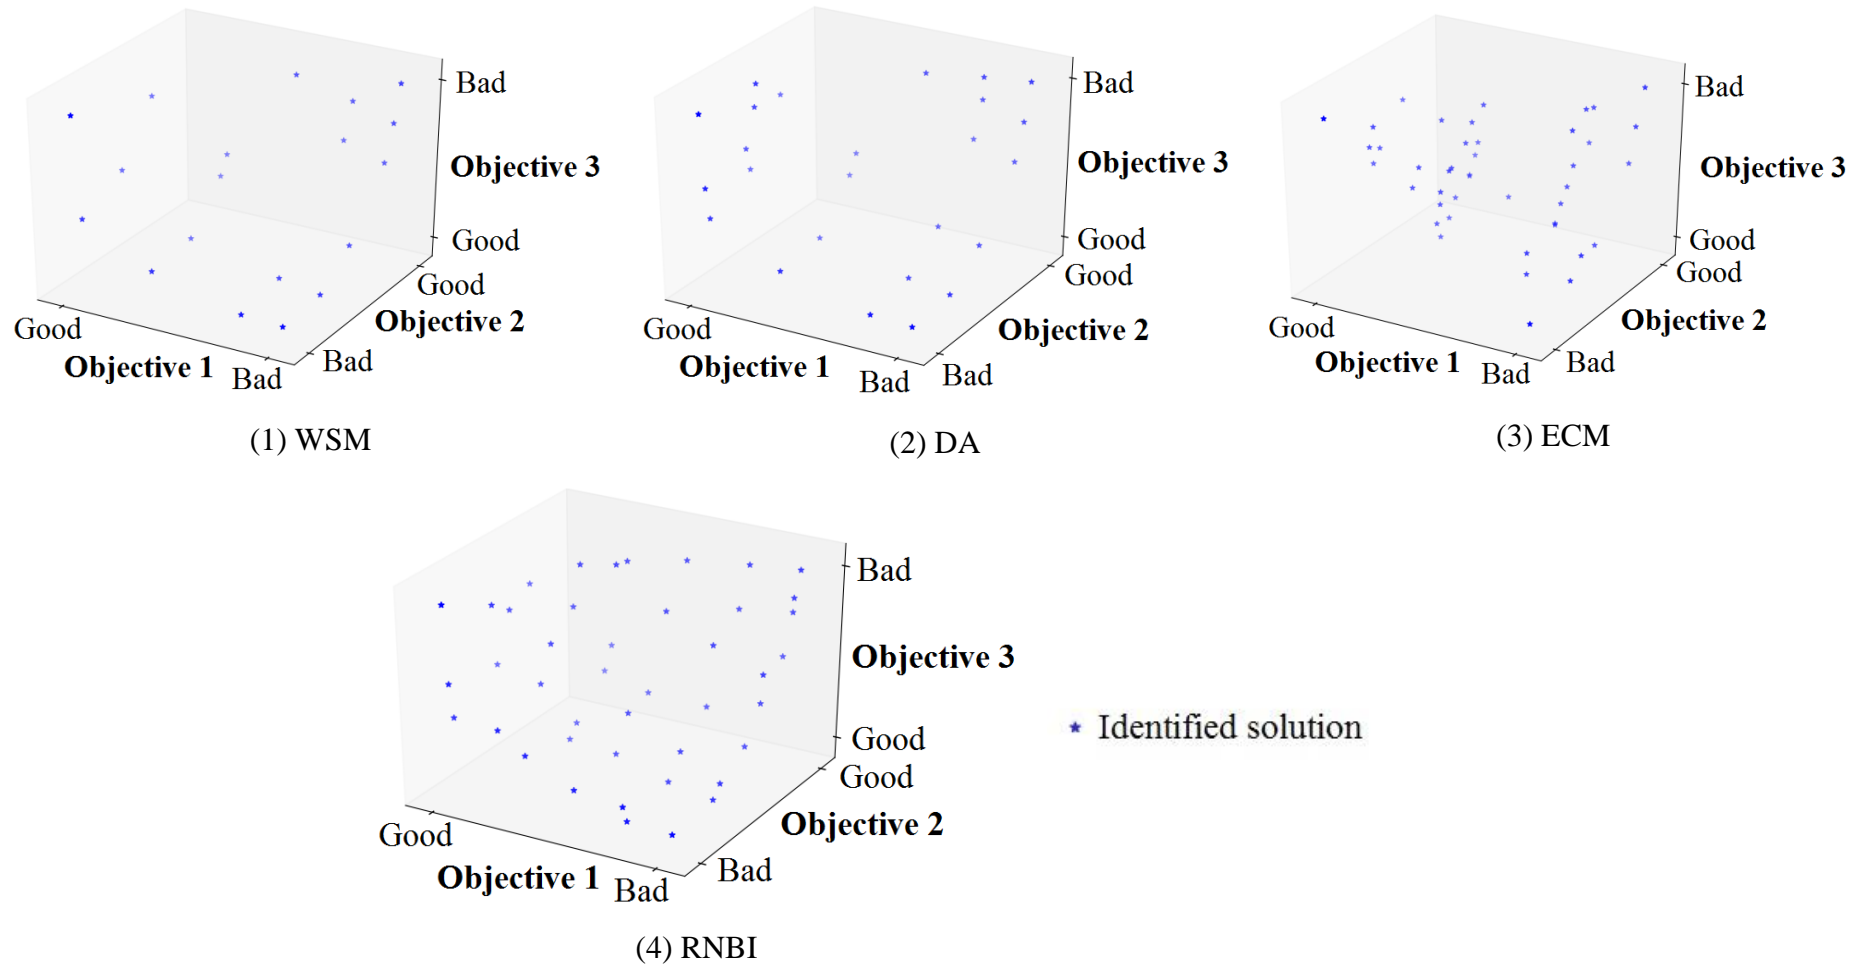 Bad
Objective 3
Good
Good
Objective 2
Good
Bad
Objective 1
Bad
(1) WSM
Bad
Objective 3
Good
Good
Objective 2
Good
Bad
Objective 1
Bad
(2) DA
Bad
Objective 3
Good
Good
Objective 2
Good
Bad
Objective 1
Bad
(3) ECM
Bad
Objective 3
Good
Good
Objective 2
Good
Bad
Objective 1
Bad
(4) RNBI
Identified solution